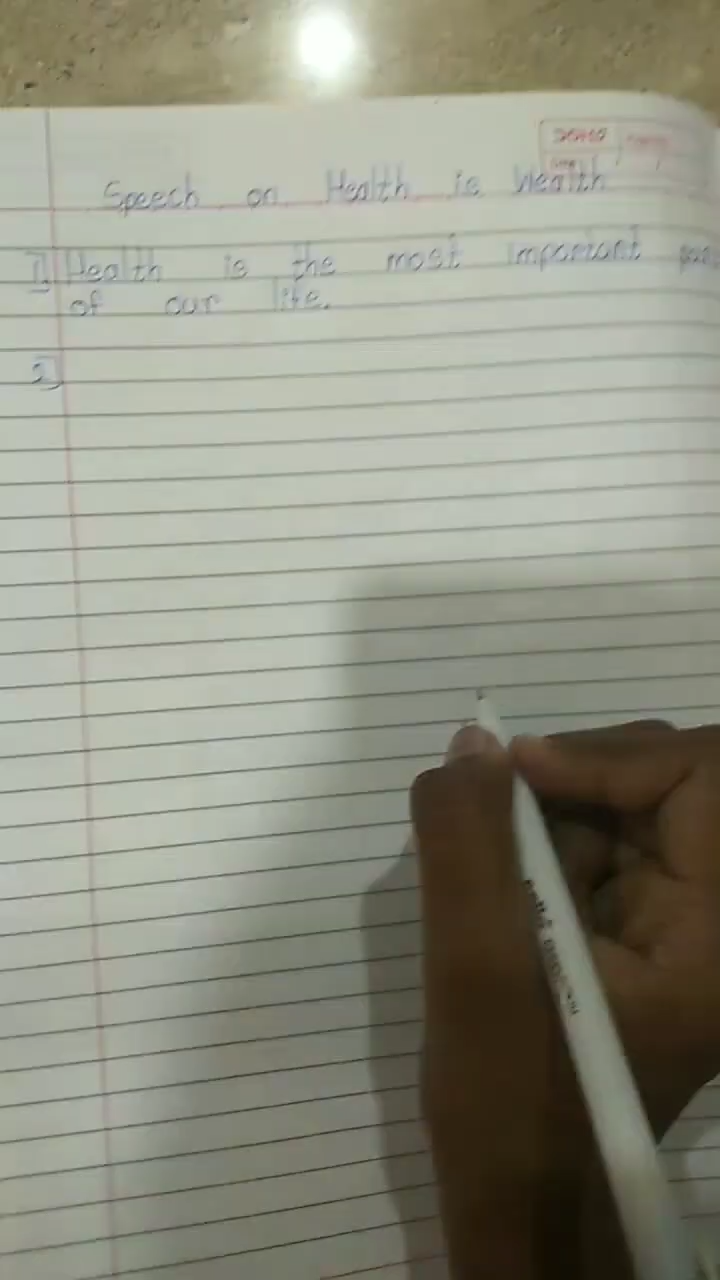 Speech on Health is Wealth
1] Health is the most important
of our life.
2]